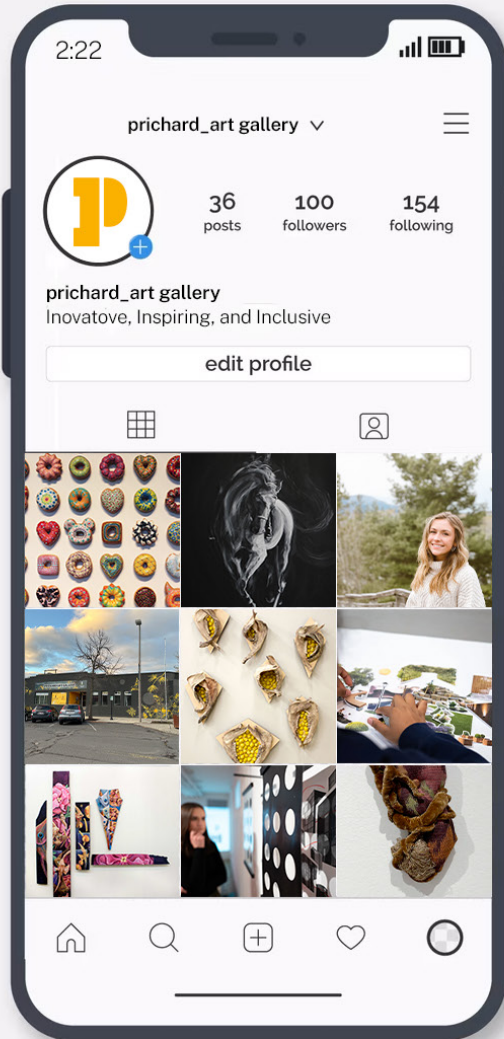 2:22
prichard_art gallery
P
36 100 154
posts followers following
prichard_art gallery
Inovatove, Inspiring, and Inclusive
edit profile